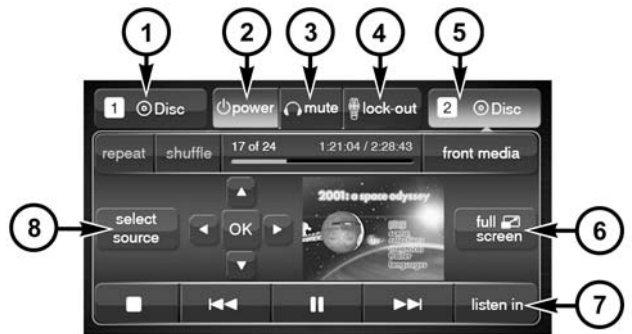 1 2 3 4 5
1 Disc power mute lock-out 2 Disc
repeat shuffle 17 of 24 1:21:04 / 2:28:43 front media
2001: a space odyssey
select
source
OK
full
screen
8
6
languages
listen in
7